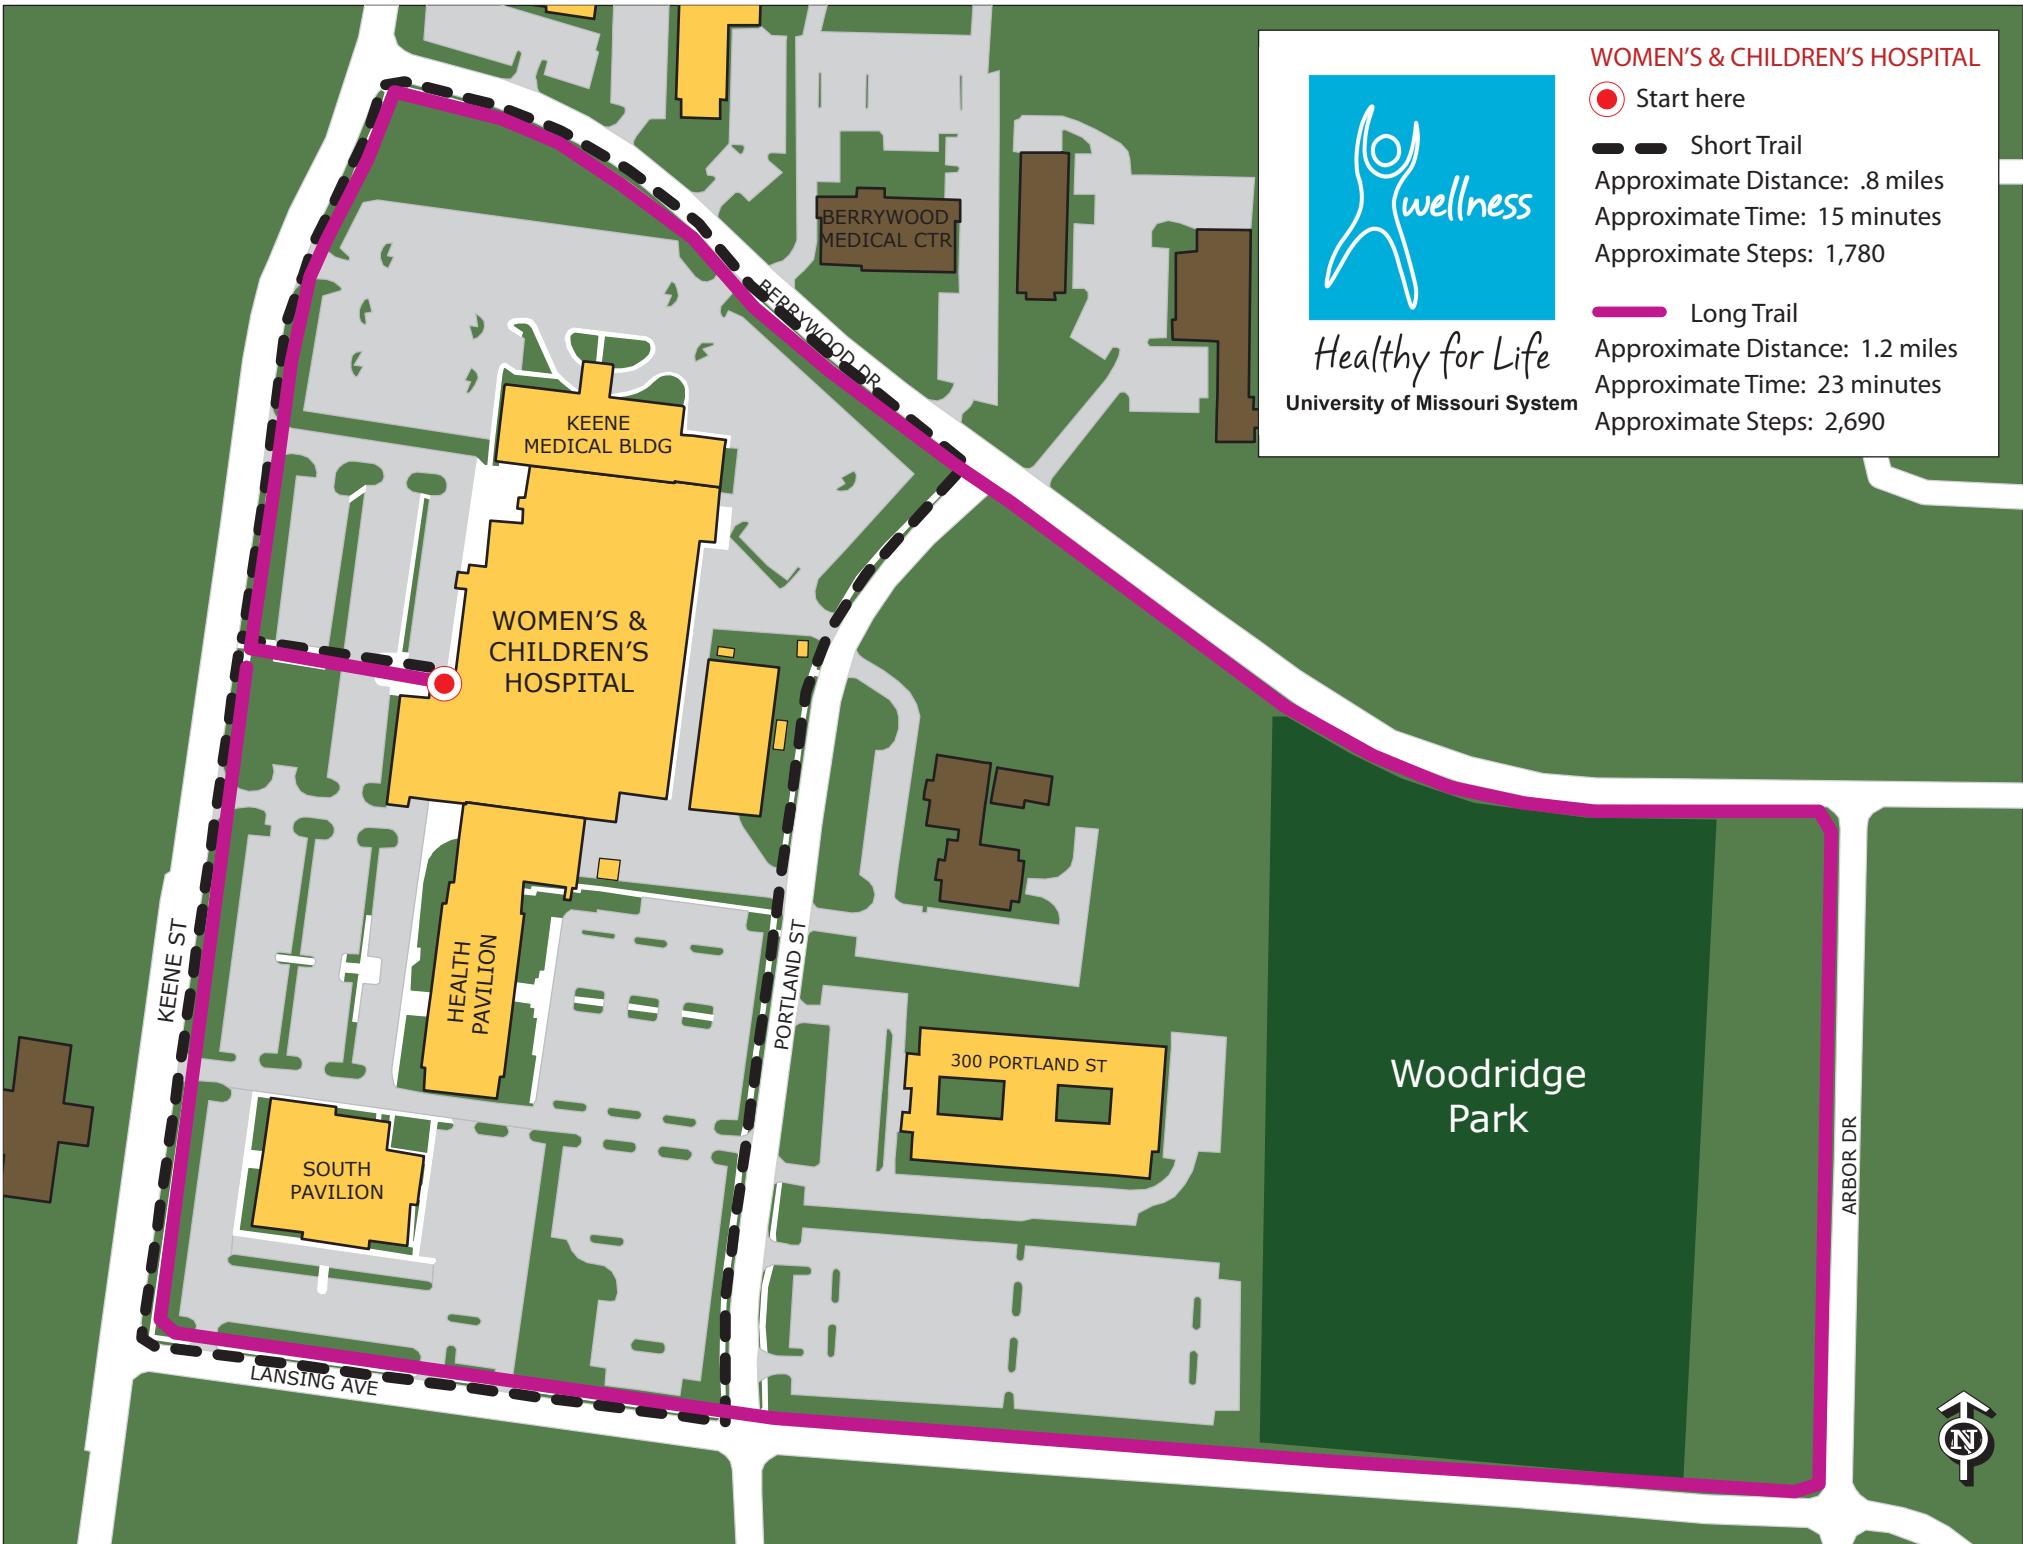 WOMEN'S & CHILDREN'S HOSPITAL
Start here
Short Trail
Approximate Distance: .8 miles
Approximate Time: 15 minutes
Approximate Steps: 1,780
Long Trail
Approximate Distance: 1.2 miles
Approximate Time: 23 minutes
Approximate Steps: 2,690
wellness
Healthy for Life
University of Missouri System
BERRYWOOD
MEDICAL CTR
BERRYWOOD DR
KEENE
MEDICAL BLDG
WOMEN'S &
CHILDREN'S
HOSPITAL
KEENE ST
HEALTH
PAVILION
PORTLAND ST
300 PORTLAND ST
Woodridge
Park
ARBOR DR
SOUTH
PAVILION
LANSING AVE
N